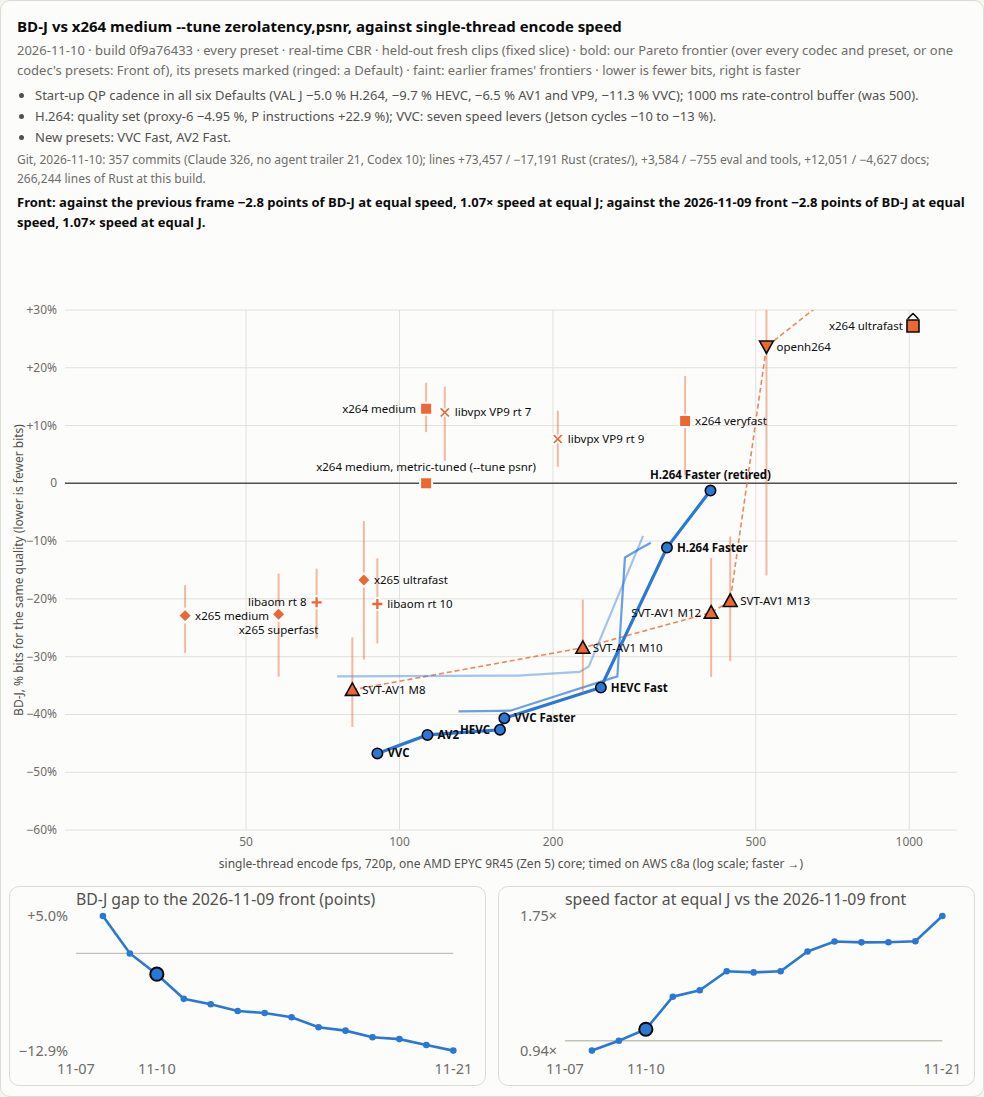 BD-J vs x264 medium --tune zerolatency,psnr, against single-thread encode speed
2026-11-10 · build 0f9a76433 · every preset · real-time CBR · held-out fresh clips (fixed slice) · bold: our Pareto frontier (over every codec and preset, or one
codec's presets: Front of), its presets marked (ringed: a Default) · faint: earlier frames' frontiers · lower is fewer bits, right is faster
• Start-up QP cadence in all six Defaults (VAL J −5.0 % H.264, −9.7 % HEVC, −6.5 % AV1 and VP9, −11.3 % VVC); 1000 ms rate-control buffer (was 500).
• H.264: quality set (proxy-6 −4.95 %, P instructions +22.9 %); VVC: seven speed levers (Jetson cycles −10 to −13 %).
• New presets: VVC Fast, AV2 Fast.
Git, 2026-11-10: 357 commits (Claude 326, no agent trailer 21, Codex 10); lines +73,457 / −17,191 Rust (crates/), +3,584 / −755 eval and tools, +12,051 / −4,627 docs;
266,244 lines of Rust at this build.
Front: against the previous frame −2.8 points of BD-J at equal speed, 1.07× speed at equal J; against the 2026-11-09 front −2.8 points of BD-J at equal
speed, 1.07× speed at equal J.
BD-J, % bits for the same quality (lower is fewer bits)
+30%
+20%
+10%
0
−10%
−20%
−30%
−40%
−50%
−60%
x264 ultrafast
openh264
x264 medium
libvpx VP9 rt 7
x264 veryfast
libvpx VP9 rt 9
x264 medium, metric-tuned (--tune psnr)
H.264 Faster (retired)
H.264 Faster
x265 ultrafast
libaom rt 8
libaom rt 10
x265 medium
x265 superfast
SVT-AV1 M12
SVT-AV1 M13
SVT-AV1 M10
SVT-AV1 M8
HEVC Fast
VVC Faster
HEVC
AV2
VVC
50
100
200
500
1000
single-thread encode fps, 720p, one AMD EPYC 9R45 (Zen 5) core; timed on AWS c8a (log scale; faster →)
BD-J gap to the 2026-11-09 front (points)
+5.0%
−12.9%
11-07
11-10
11-21
speed factor at equal J vs the 2026-11-09 front
1.75×
0.94×
11-07
11-10
11-21